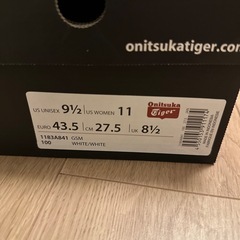 onitsukatiger.com
US UNISEX 9½ US WOMEN 11
Onitsuka Tiger
EURO 43.5 CM 27.5 UK 8½
1183A841 GSM
100 WHITE/WHITE